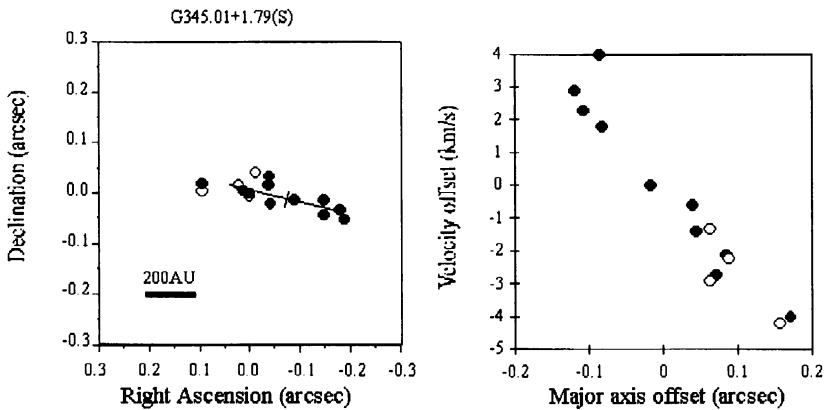 G345.01+1.79(S)
Declination (arcsec)
0.3
0.2
0.1
0.0
-0.1
-0.2
-0.3
200AU
0.3 0.2 0.1 0.0 -0.1 -0.2 -0.3
Right Ascension (arcsec)
Velocity offset (km/s)
4
3
2
1
0
-1
-2
-3
-4
-5
-0.2 -0.1 0 0.1 0.2
Major axis offset (arcsec)